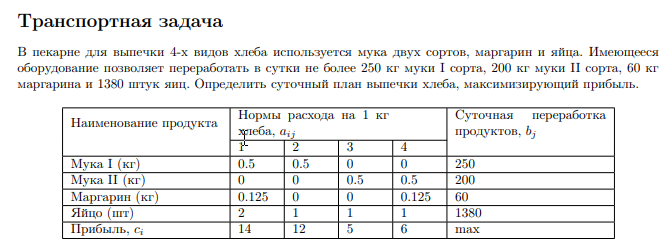 Транспортная задача
В пекарне для выпечки 4-х видов хлеба используется мука двух сортов, маргарин и яйца. Имеющееся
оборудование позволяет переработать в сутки не более 250 кг муки I сорта, 200 кг муки II сорта, 60 кг
маргарина и 1380 штук яиц. Определить суточный план выпечки хлеба, максимизирующий прибыль.
Наименование продукта Нормы расхода на 1 кг хлеба, aij Суточная переработка продуктов, bj
1 2 3 4
Мука I (кг) 0.5 0.5 0 0 250
Мука II (кг) 0 0 0.5 0.5 200
Маргарин (кг) 0.125 0 0 0.125 60
Яйцо (шт) 2 1 1 1 1380
Прибыль, ci 14 12 5 6 max